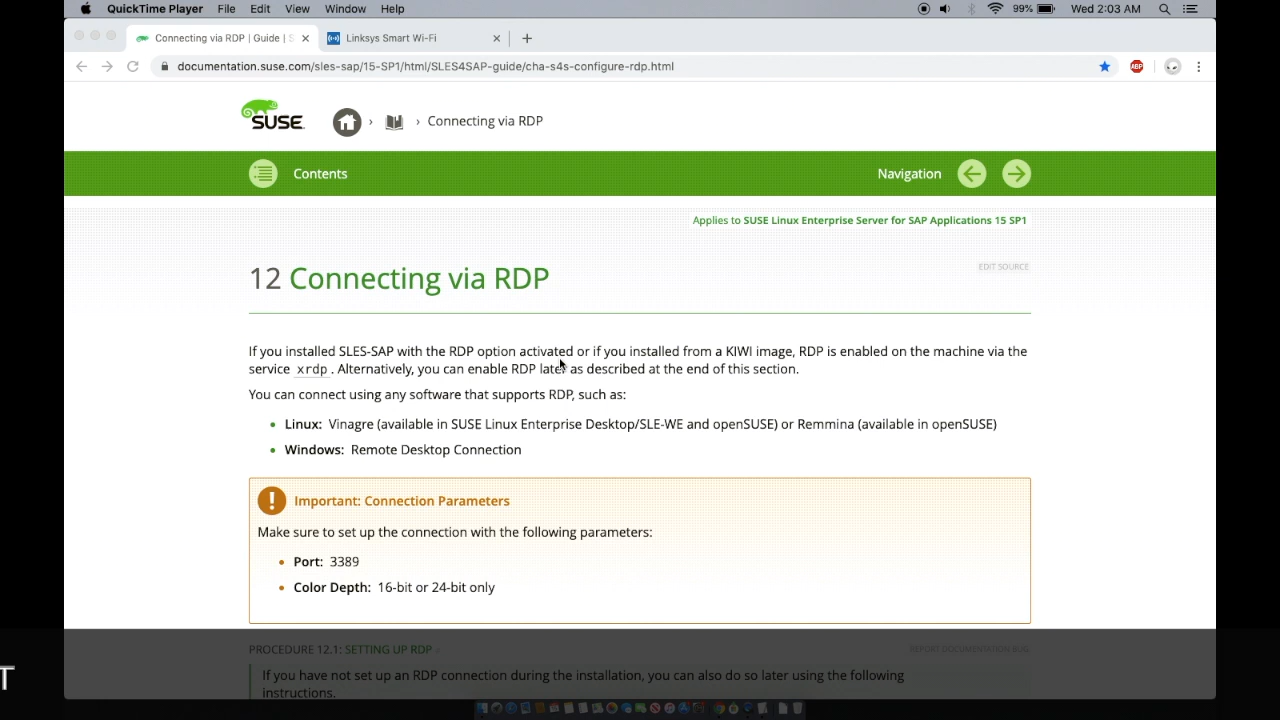 QuickTime Player File Edit View Window Help 99% Wed 2:03 AM
Connecting via RDP | Guide | S Linksys Smart Wi-Fi
documentation.suse.com/sles-sap/15-SP1/html/SLES4SAP-guide/cha-s4s-configure-rdp.html ABP
SUSE › › Connecting via RDP
Contents Navigation
Applies to SUSE Linux Enterprise Server for SAP Applications 15 SP1
12 Connecting via RDP EDIT SOURCE
If you installed SLES-SAP with the RDP option activated or if you installed from a KIWI image, RDP is enabled on the machine via the
service xrdp. Alternatively, you can enable RDP later as described at the end of this section.
You can connect using any software that supports RDP, such as:
• Linux: Vinagre (available in SUSE Linux Enterprise Desktop/SLE-WE and openSUSE) or Remmina (available in openSUSE)
• Windows: Remote Desktop Connection
! Important: Connection Parameters
Make sure to set up the connection with the following parameters:
• Port: 3389
• Color Depth: 16-bit or 24-bit only
PROCEDURE 12.1: SETTING UP RDP REPORT DOCUMENTATION BUG
If you have not set up an RDP connection during the installation, you can also do so later using the following
instructions.
T